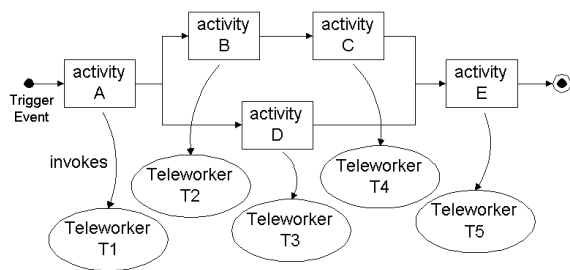 activity
B
activity
C
activity
A
activity
E
Trigger
Event
activity
D
invokes
Teleworker
T2
Teleworker
T4
Teleworker
T1
Teleworker
T3
Teleworker
T5